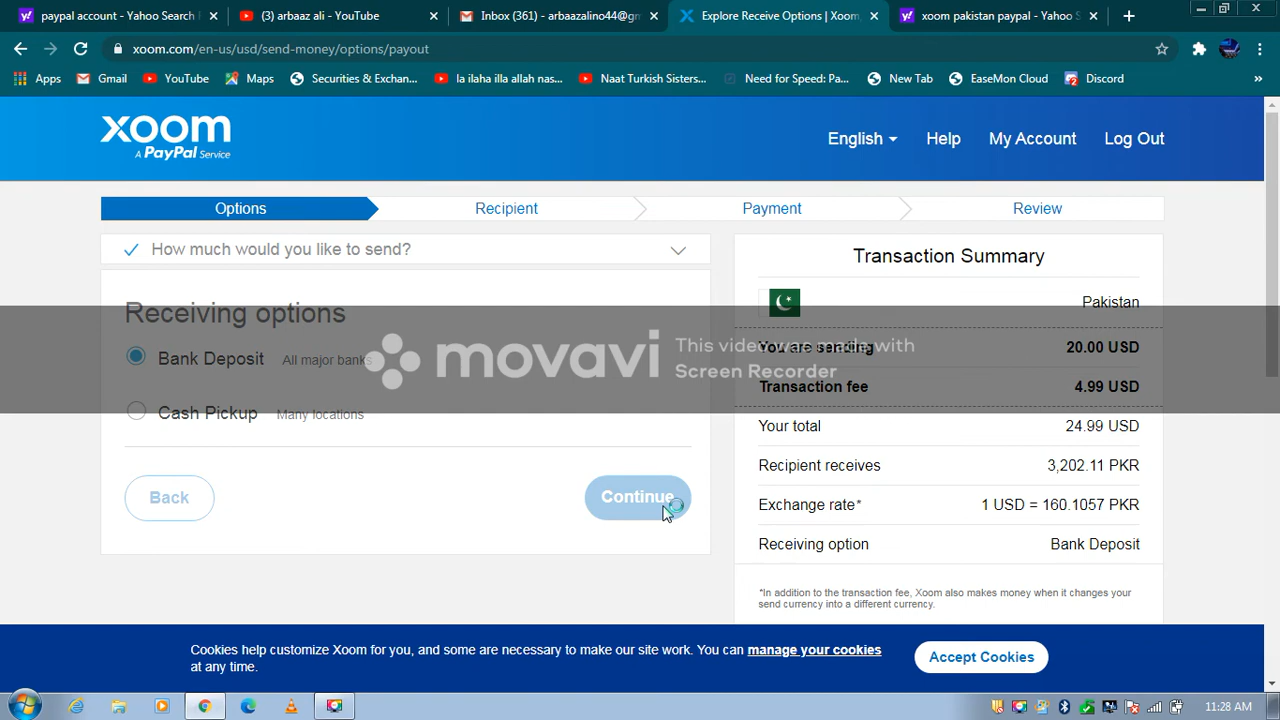 paypal account - Yahoo Search
(3) arbaaz ali - YouTube
Inbox (361) - arbaazalino44@gm
Explore Receive Options | Xoom,
xoom pakistan paypal - Yahoo S
xoom.com/en-us/usd/send-money/options/payout
Apps
Gmail
YouTube
Maps
Securities & Exchan...
la ilaha illa allah nas...
Naat Turkish Sisters...
Need for Speed: Pa...
New Tab
EaseMon Cloud
Discord
»
xoom
A PayPal Service
English
Help
My Account
Log Out
Options
Recipient
Payment
Review
How much would you like to send?
Receiving options
Bank Deposit All major banks
Cash Pickup Many locations
Back
Continue
Transaction Summary
Pakistan
You are sending 20.00 USD
Transaction fee 4.99 USD
Your total 24.99 USD
Recipient receives 3,202.11 PKR
Exchange rate* 1 USD = 160.1057 PKR
Receiving option Bank Deposit
*In addition to the transaction fee, Xoom also makes money when it changes your
send currency into a different currency.
movavi
This video was made with
Screen Recorder
Cookies help customize Xoom for you, and some are necessary to make our site work. You can manage your cookies
at any time.
Accept Cookies
11:28 AM